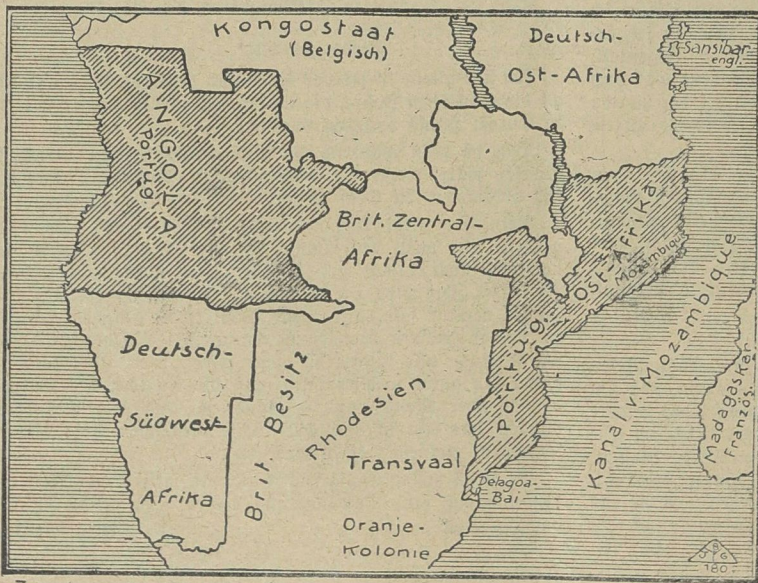 Kongostaat
(Belgisch)
Deutsch-
Ost-Afrika
Sansibar
engl.
ANGOLA
Portug
Brit. Zentral-
Afrika
Portug. Ost-Afrika
Mozambique
Kanal v. Mozambique
Madagaskar
Französ.
Deutsch-
Südwest-
Afrika
Brit. Besitz
Rhodesien
Transvaal
Delagoa-
Bai
Oranje-
Kolonie
180